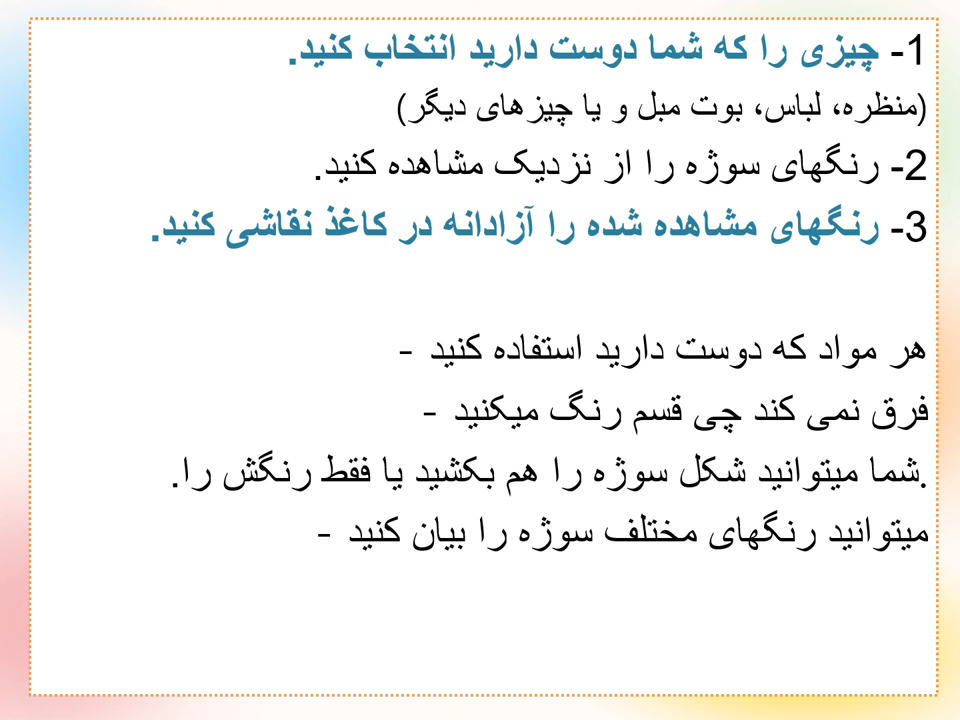 1- چیزی را که شما دوست دارید انتخاب کنید.
(منظره، لباس، بوت مبل و یا چیزهای دیگر)
2- رنگهای سوژه را از نزدیک مشاهده کنید.
3- رنگهای مشاهده شده را آزادانه در کاغذ نقاشی کنید.
هر مواد که دوست دارید استفاده کنید -
فرق نمی کند چی قسم رنگ میکنید -
.شما میتوانید شکل سوژه را هم بکشید یا فقط رنگش را.
میتوانید رنگهای مختلف سوژه را بیان کنید -